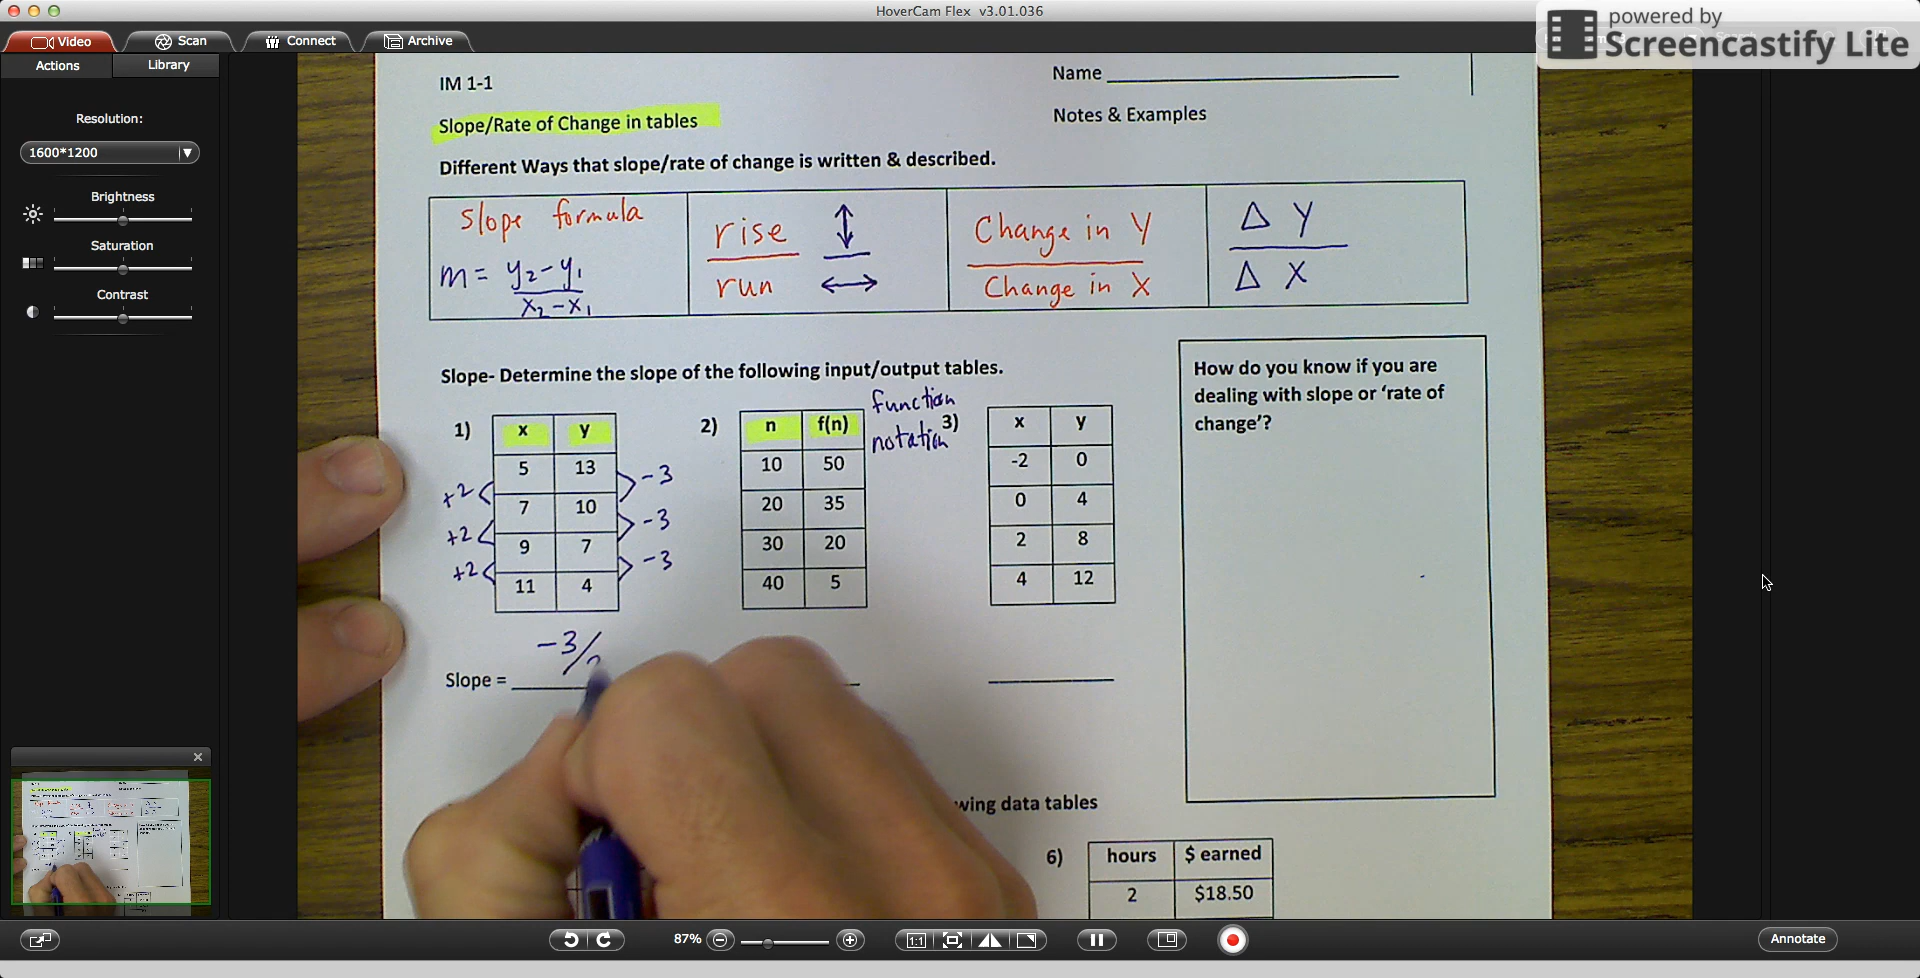 HoverCam Flex v3.01.036
powered by
Screencastify Lite
Video
Scan
Connect
Archive
Actions
Library
Resolution:
1600*1200
Brightness
Saturation
Contrast
IM 1-1
Name
Slope/Rate of Change in tables
Notes & Examples
Different Ways that slope/rate of change is written & described.
slope formula
m = y₂-y₁
x₂-x₁
rise
run
Change in Y
Change in X
Δ Y
Δ X
Slope- Determine the slope of the following input/output tables.
How do you know if you are
dealing with slope or ‘rate of
change’?
1)
x y
5 13
7 10
9 7
11 4
+2
+2
+2
-3
-3
-3
-3/
Slope =
2)
n f(n)
10 50
20 35
30 20
40 5
function
notation
3)
x y
-2 0
0 4
2 8
4 12
wing data tables
6)
hours $ earned
2 $18.50
87%
1:1
Annotate